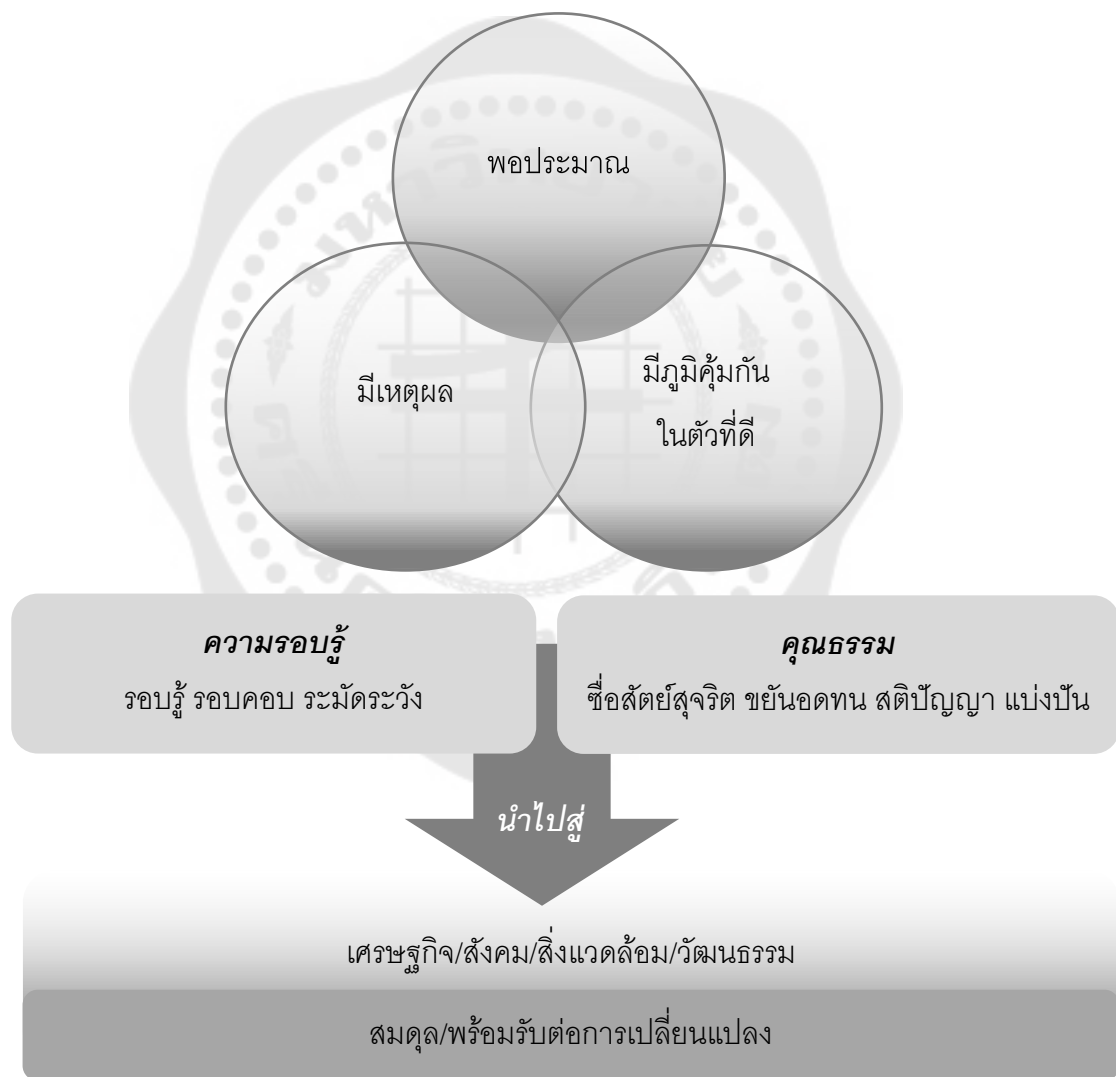 พอประมาณ
มีเหตุผล
มีภูมิคุ้มกัน
ในตัวที่ดี
ความรอบรู้
รอบรู้ รอบคอบ ระมัดระวัง
คุณธรรม
ซื่อสัตย์สุจริต ขยันอดทน สติปัญญา แบ่งปัน
นำไปสู่
เศรษฐกิจ/สังคม/สิ่งแวดล้อม/วัฒนธรรม
สมดุล/พร้อมรับต่อการเปลี่ยนแปลง